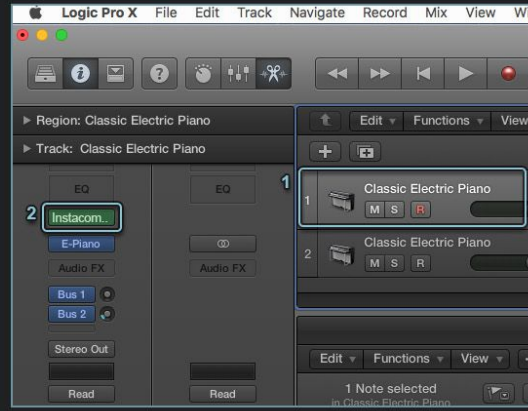 Logic Pro X File Edit Track Navigate Record Mix View
Region: Classic Electric Piano
Track: Classic Electric Piano
Edit Functions View
EQ EQ
1
1 Classic Electric Piano
M S R
2 Instacom..
E-Piano
2 Classic Electric Piano
M S R
Audio FX Audio FX
Bus 1
Bus 2
Stereo Out
Edit Functions View
Read Read
1 Note selected
in Classic Electric Piano